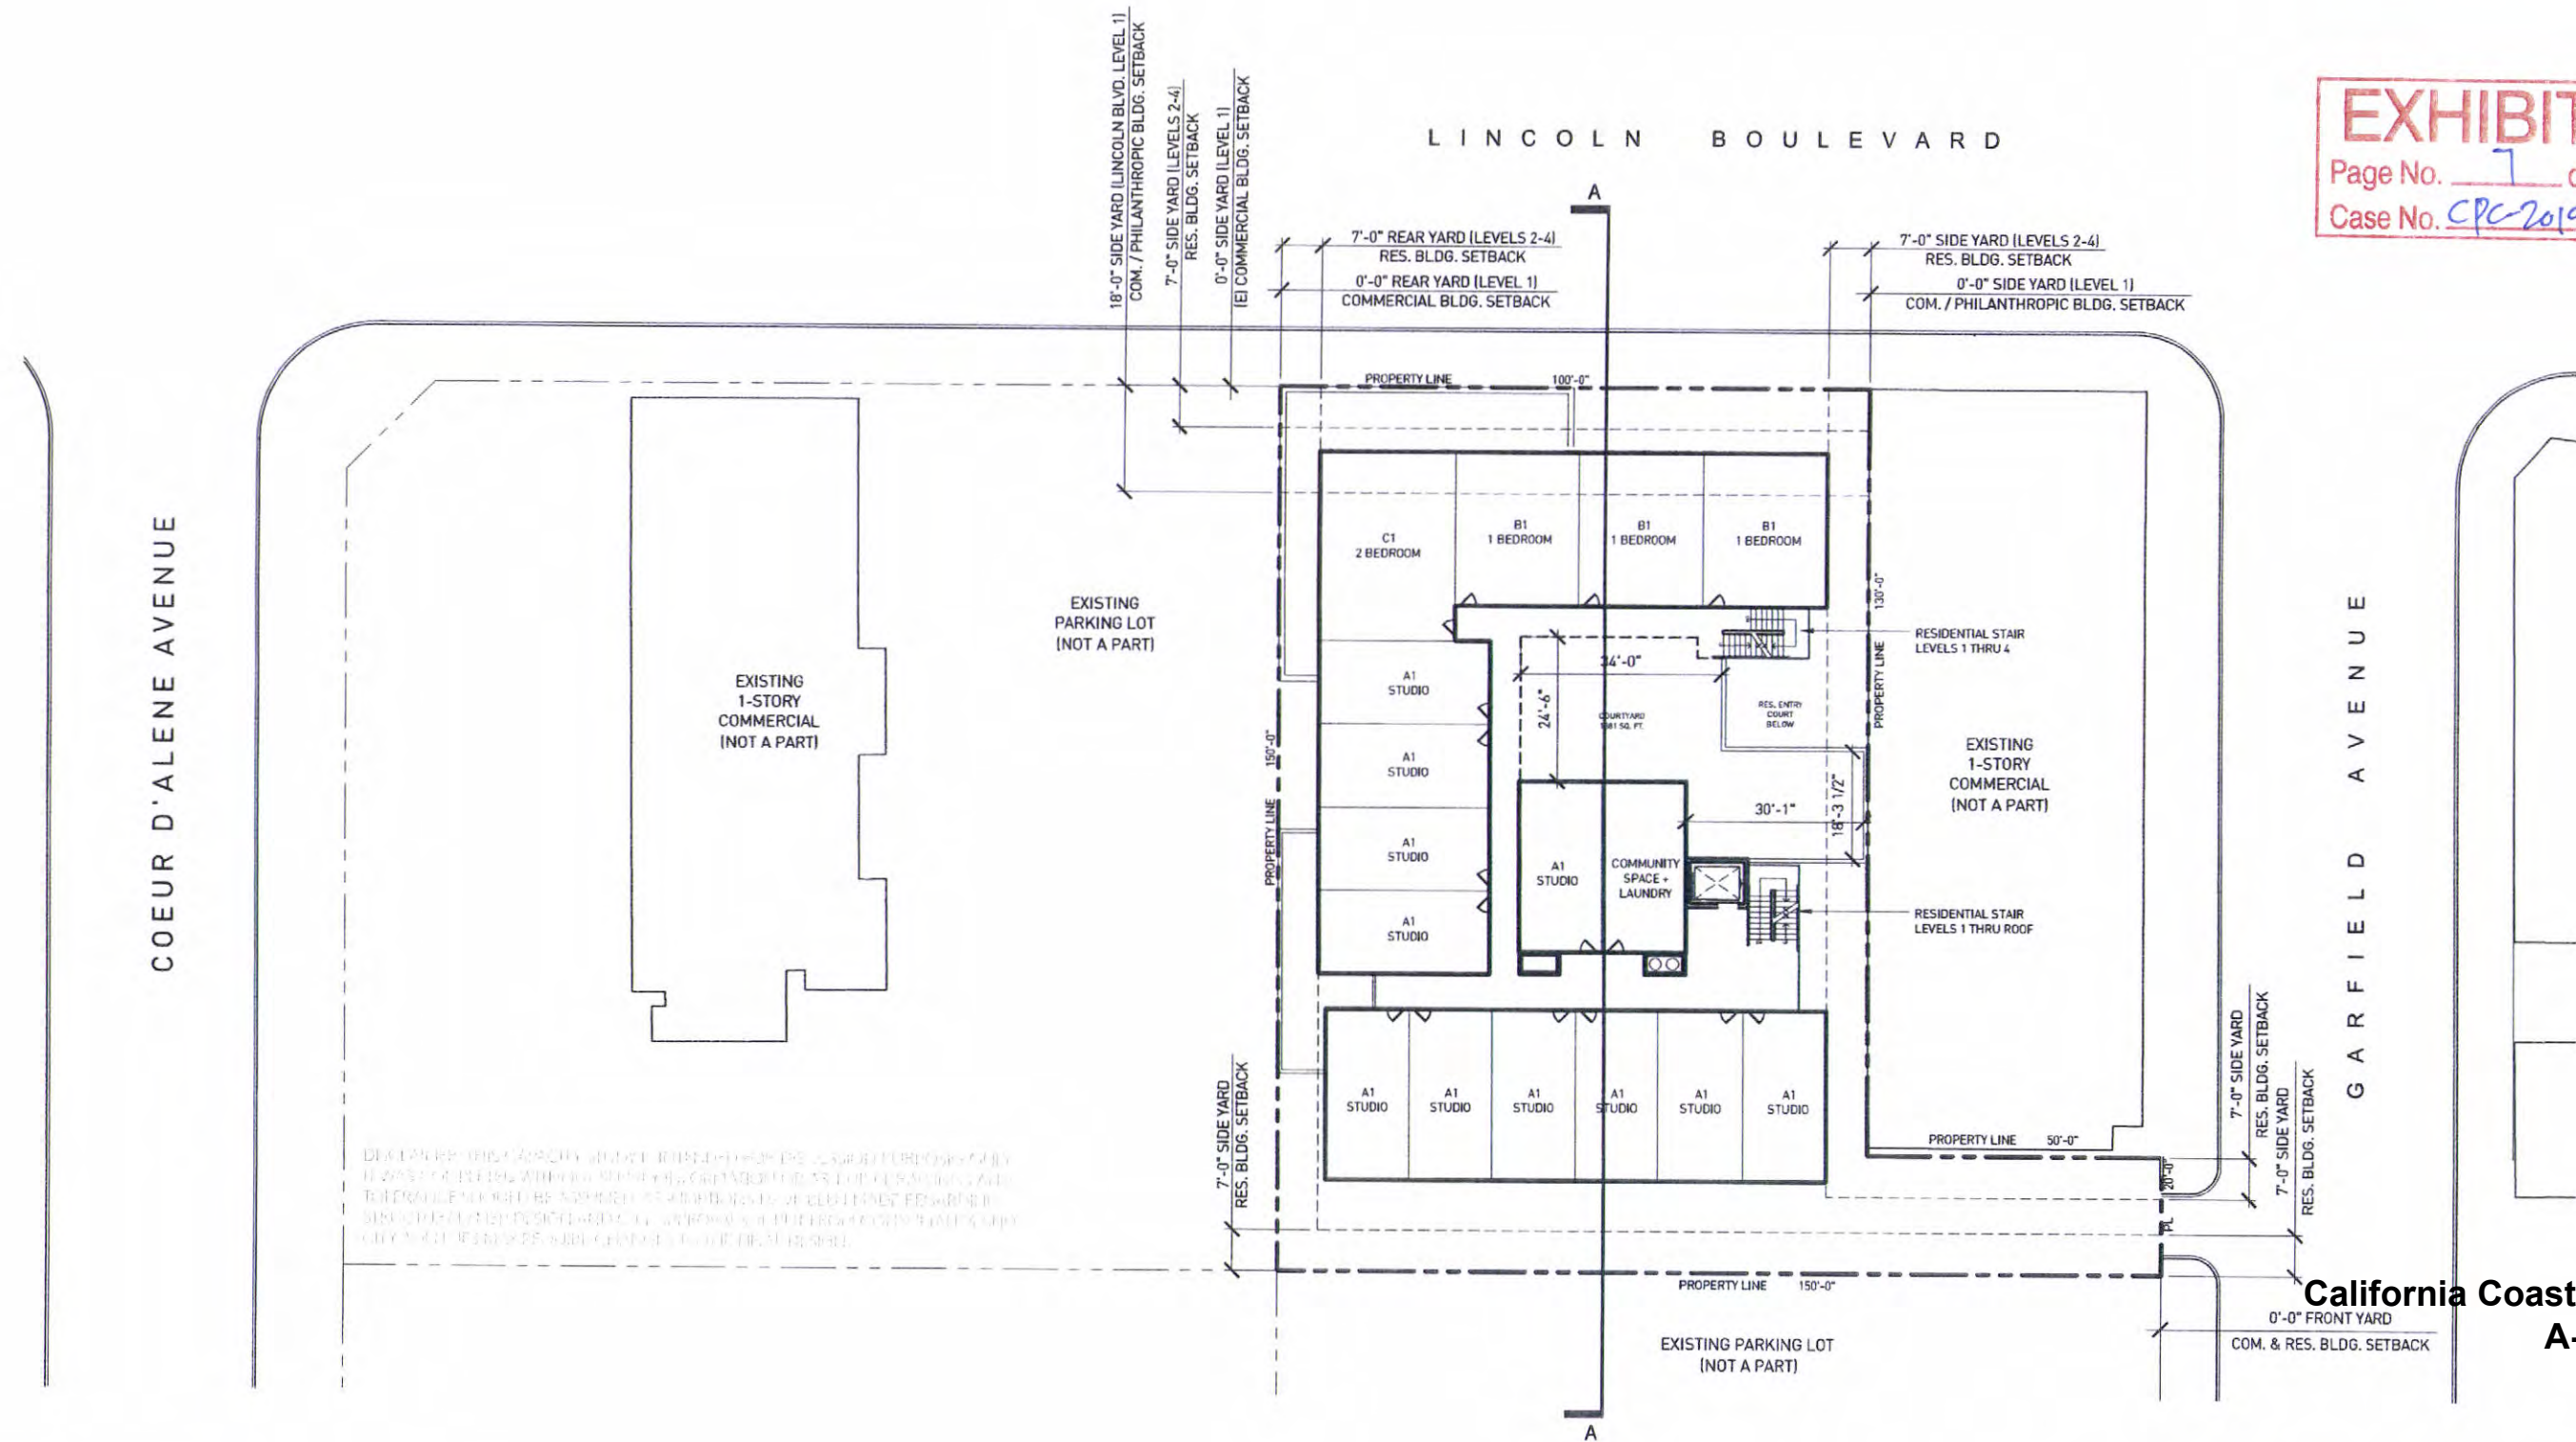 18'-0" SIDE YARD (LINCOLN BLVD. LEVEL 1)
COM. / PHILANTHROPIC BLDG. SETBACK
7'-0" SIDE YARD (LEVELS 2-4)
RES. BLDG. SETBACK
0'-0" SIDE YARD (LEVEL 1)
(E) COMMERCIAL BLDG. SETBACK
LINCOLN BOULEVARD
EXHIBIT
Page No. 7
Case No. CPC-2019
A
7'-0" REAR YARD (LEVELS 2-4)
RES. BLDG. SETBACK
0'-0" REAR YARD (LEVEL 1)
COMMERCIAL BLDG. SETBACK
7'-0" SIDE YARD (LEVELS 2-4)
RES. BLDG. SETBACK
0'-0" SIDE YARD (LEVEL 1)
COM. / PHILANTHROPIC BLDG. SETBACK
PROPERTY LINE 100'-0"
COEUR D'ALENE AVENUE
EXISTING
1-STORY
COMMERCIAL
(NOT A PART)
EXISTING
PARKING LOT
(NOT A PART)
C1
2 BEDROOM
B1
1 BEDROOM
B1
1 BEDROOM
B1
1 BEDROOM
PROPERTY LINE 130'-0"
RESIDENTIAL STAIR
LEVELS 1 THRU 4
34'-0"
24'-6"
COURTYARD
RES. ENTRY
COURT
BELOW
A1
STUDIO
A1
STUDIO
A1
STUDIO
A1
STUDIO
PROPERTY LINE 150'-0"
30'-1"
18'-3 1/2"
A1
STUDIO
COMMUNITY
SPACE +
LAUNDRY
EXISTING
1-STORY
COMMERCIAL
(NOT A PART)
RESIDENTIAL STAIR
LEVELS 1 THRU ROOF
GARFIELD AVENUE
A1
STUDIO
A1
STUDIO
A1
STUDIO
A1
STUDIO
A1
STUDIO
A1
STUDIO
7'-0" SIDE YARD
RES. BLDG. SETBACK
PROPERTY LINE 50'-0"
20'-0"
PL
7'-0" SIDE YARD
RES. BLDG. SETBACK
7'-0" SIDE YARD
RES. BLDG. SETBACK
PROPERTY LINE 150'-0"
California Coast
0'-0" FRONT YARD
COM. & RES. BLDG. SETBACK
A-
EXISTING PARKING LOT
(NOT A PART)
A